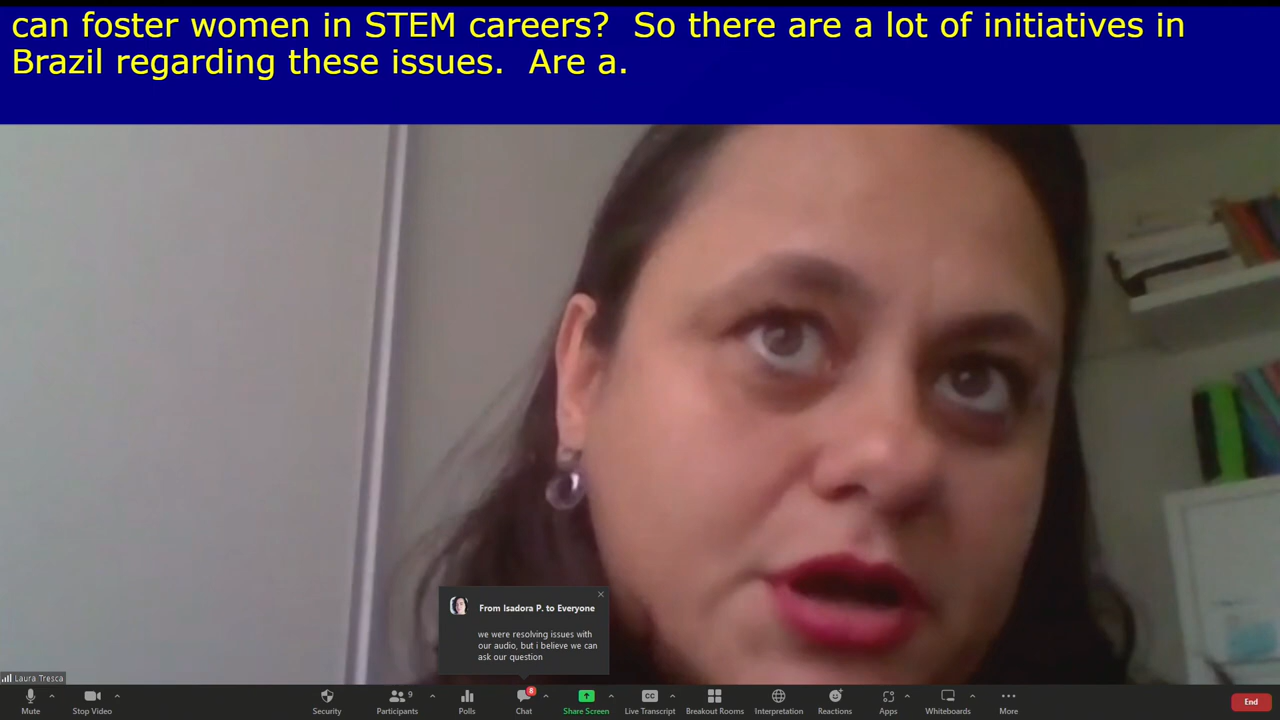 can foster women in STEM careers?  So there are a lot of initiatives in
Brazil regarding these issues.  Are a.
From Isadora P. to Everyone
we were resolving issues with
our audio, but i believe we can
ask our question
Laura Tresca
9
8
CC
Mute
Stop Video
Security
Participants
Polls
Chat
Share Screen
Live Transcript
Breakout Rooms
Interpretation
Reactions
Apps
Whiteboards
More
End